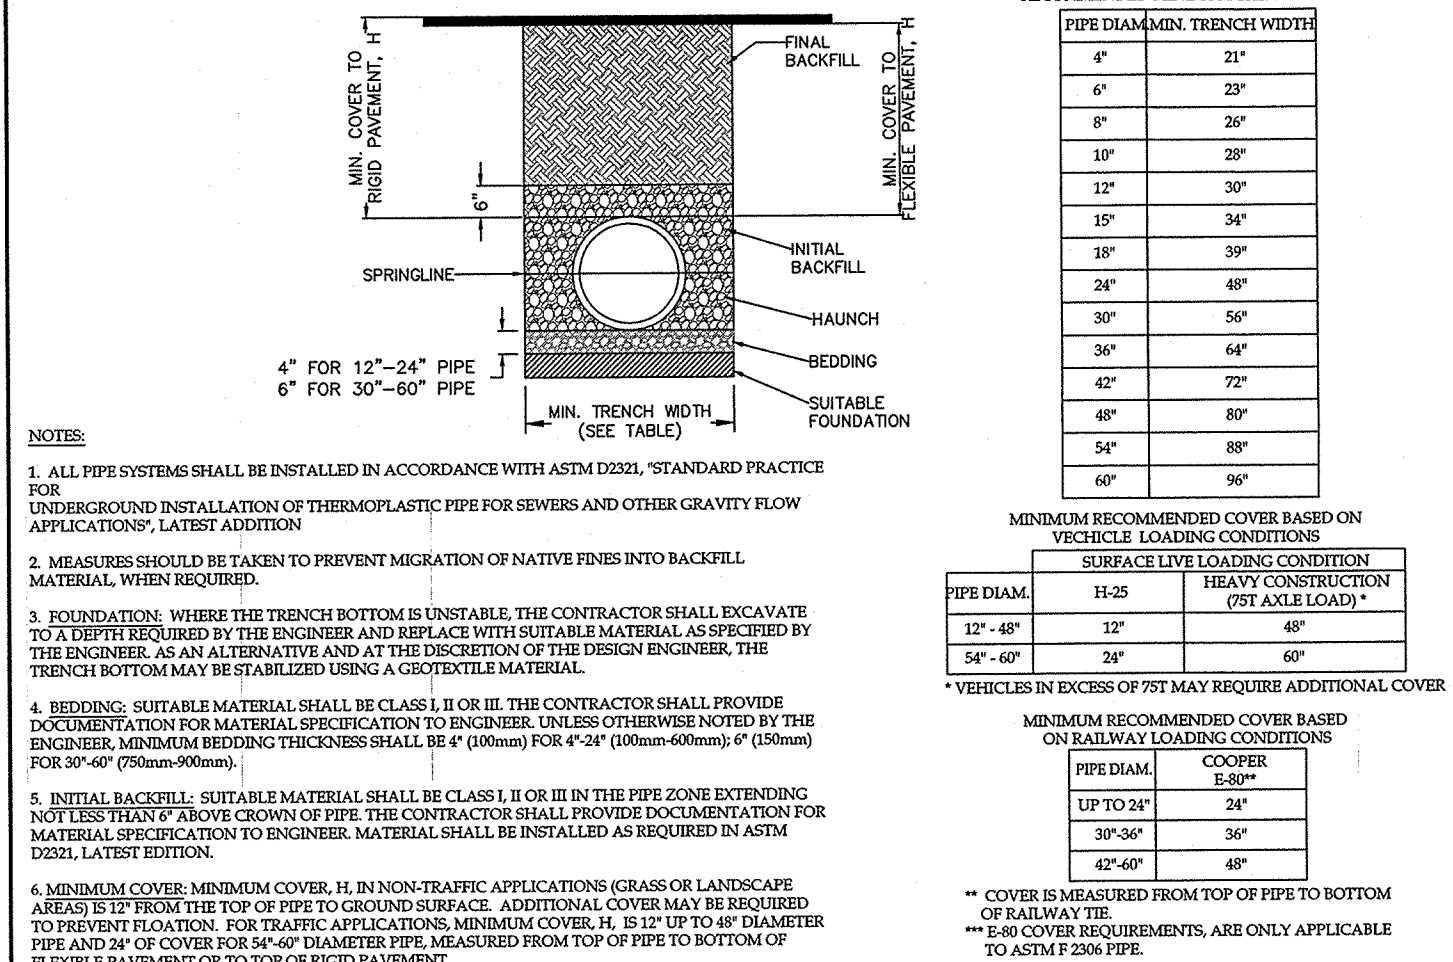 MIN. COVER TO
RIGID PAVEMENT, H
6"
FINAL
BACKFILL
MIN. COVER TO
FLEXIBLE PAVEMENT, H
INITIAL
BACKFILL
SPRINGLINE
HAUNCH
BEDDING
4" FOR 12"-24" PIPE
6" FOR 30"-60" PIPE
SUITABLE
FOUNDATION
MIN. TRENCH WIDTH
(SEE TABLE)
NOTES:
1. ALL PIPE SYSTEMS SHALL BE INSTALLED IN ACCORDANCE WITH ASTM D2321, "STANDARD PRACTICE
FOR
UNDERGROUND INSTALLATION OF THERMOPLASTIC PIPE FOR SEWERS AND OTHER GRAVITY FLOW
APPLICATIONS", LATEST ADDITION
2. MEASURES SHOULD BE TAKEN TO PREVENT MIGRATION OF NATIVE FINES INTO BACKFILL
MATERIAL, WHEN REQUIRED.
3. FOUNDATION: WHERE THE TRENCH BOTTOM IS UNSTABLE, THE CONTRACTOR SHALL EXCAVATE
TO A DEPTH REQUIRED BY THE ENGINEER AND REPLACE WITH SUITABLE MATERIAL AS SPECIFIED BY
THE ENGINEER. AS AN ALTERNATIVE AND AT THE DISCRETION OF THE DESIGN ENGINEER, THE
TRENCH BOTTOM MAY BE STABILIZED USING A GEOTEXTILE MATERIAL.
4. BEDDING: SUITABLE MATERIAL SHALL BE CLASS I, II OR III. THE CONTRACTOR SHALL PROVIDE
DOCUMENTATION FOR MATERIAL SPECIFICATION TO ENGINEER. UNLESS OTHERWISE NOTED BY THE
ENGINEER, MINIMUM BEDDING THICKNESS SHALL BE 4" (100mm) FOR 4"-24" (100mm-600mm); 6" (150mm)
FOR 30"-60" (750mm-900mm).
5. INITIAL BACKFILL: SUITABLE MATERIAL SHALL BE CLASS I, II OR III IN THE PIPE ZONE EXTENDING
NOT LESS THAN 6" ABOVE CROWN OF PIPE. THE CONTRACTOR SHALL PROVIDE DOCUMENTATION FOR
MATERIAL SPECIFICATION TO ENGINEER. MATERIAL SHALL BE INSTALLED AS REQUIRED IN ASTM
D2321, LATEST EDITION.
6. MINIMUM COVER: MINIMUM COVER, H, IN NON-TRAFFIC APPLICATIONS (GRASS OR LANDSCAPE
AREAS) IS 12" FROM THE TOP OF PIPE TO GROUND SURFACE. ADDITIONAL COVER MAY BE REQUIRED
TO PREVENT FLOATION. FOR TRAFFIC APPLICATIONS, MINIMUM COVER, H, IS 12" UP TO 48" DIAMETER
PIPE AND 24" OF COVER FOR 54"-60" DIAMETER PIPE, MEASURED FROM TOP OF PIPE TO BOTTOM OF
FLEXIBLE PAVEMENT OR TO TOP OF RIGID PAVEMENT.
PIPE DIAM. MIN. TRENCH WIDTH
4" 21"
6" 23"
8" 26"
10" 28"
12" 30"
15" 34"
18" 39"
24" 48"
30" 56"
36" 64"
42" 72"
48" 80"
54" 88"
60" 96"
MINIMUM RECOMMENDED COVER BASED ON
VECHICLE LOADING CONDITIONS
SURFACE LIVE LOADING CONDITION
PIPE DIAM. H-25 HEAVY CONSTRUCTION
(75T AXLE LOAD) *
12" - 48" 12" 48"
54" - 60" 24" 60"
* VEHICLES IN EXCESS OF 75T MAY REQUIRE ADDITIONAL COVER
MINIMUM RECOMMENDED COVER BASED
ON RAILWAY LOADING CONDITIONS
PIPE DIAM. COOPER
E-80**
UP TO 24" 24"
30"-36" 36"
42"-60" 48"
** COVER IS MEASURED FROM TOP OF PIPE TO BOTTOM
OF RAILWAY TIE.
*** E-80 COVER REQUIREMENTS, ARE ONLY APPLICABLE
TO ASTM F 2306 PIPE.